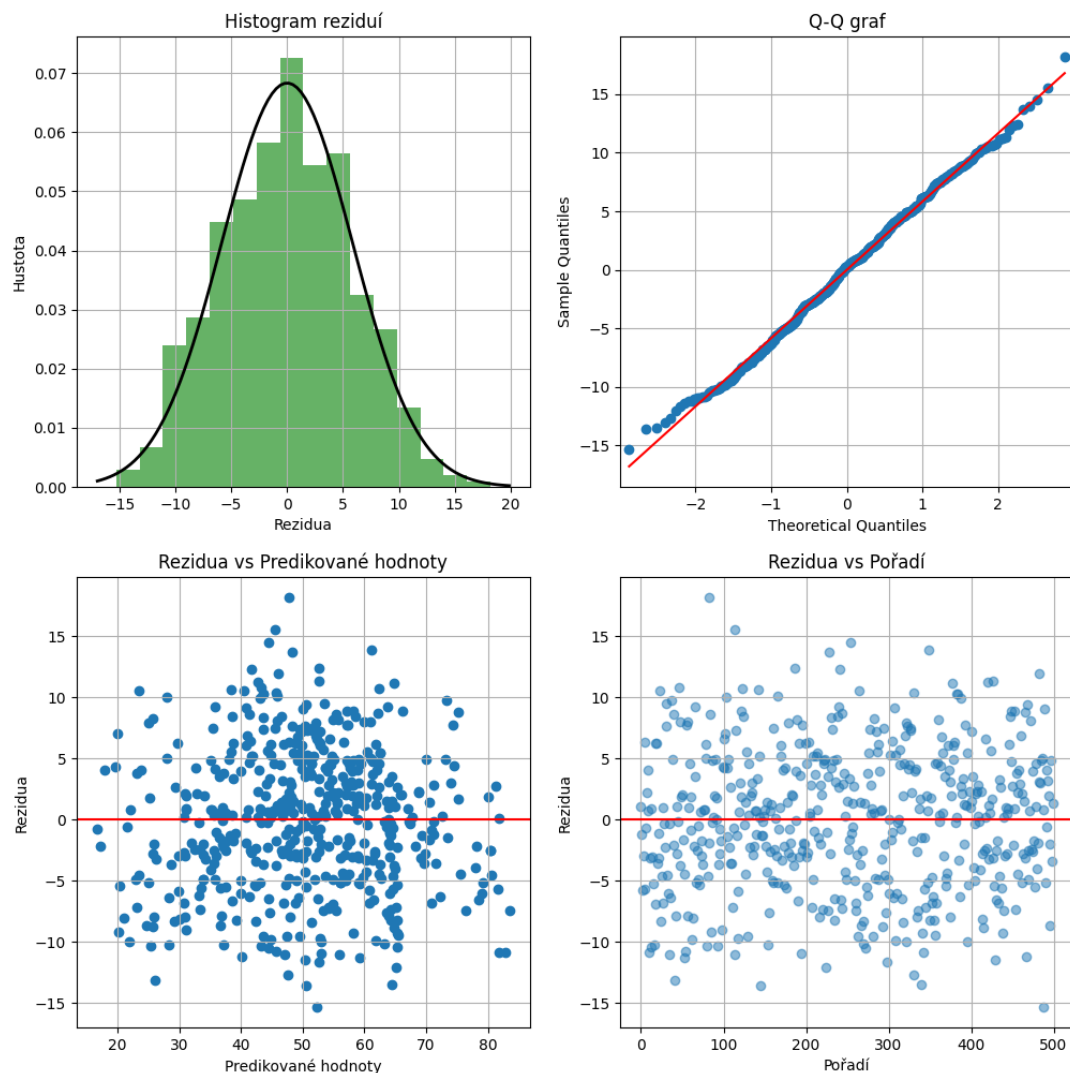 Histogram reziduí
0.07
0.06
0.05
0.04
0.03
0.02
0.01
0.00
Hustota
−15 −10 −5 0 5 10 15 20
Rezidua
Q-Q graf
15
10
5
0
−5
−10
−15
Sample Quantiles
−2 −1 0 1 2
Theoretical Quantiles
Rezidua vs Predikované hodnoty
15
10
5
0
−5
−10
−15
Rezidua
20 30 40 50 60 70 80
Predikované hodnoty
Rezidua vs Pořadí
15
10
5
0
−5
−10
−15
Rezidua
0 100 200 300 400 500
Pořadí